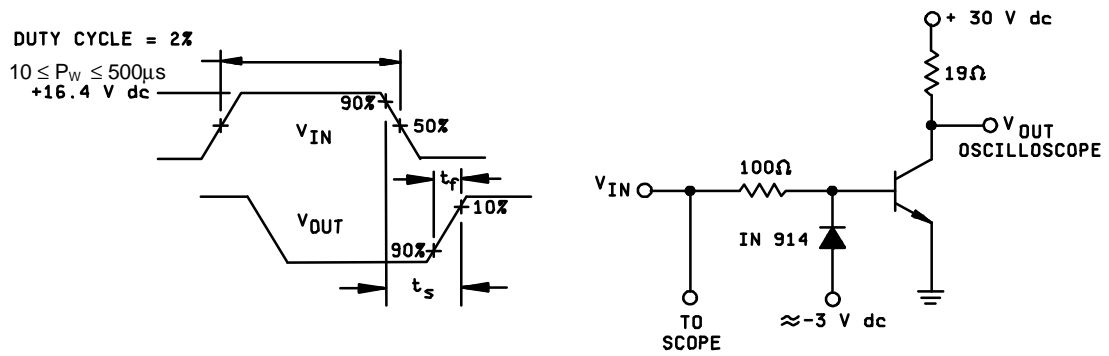 DUTY CYCLE = 2%
10 ≤ PW ≤ 500μs
+16.4 V dc
90%
50%
VIN
tf
10%
VOUT
90%
ts
+ 30 V dc
19Ω
VOUT
OSCILLOSCOPE
100Ω
VIN
IN 914
TO
SCOPE
≈-3 V dc